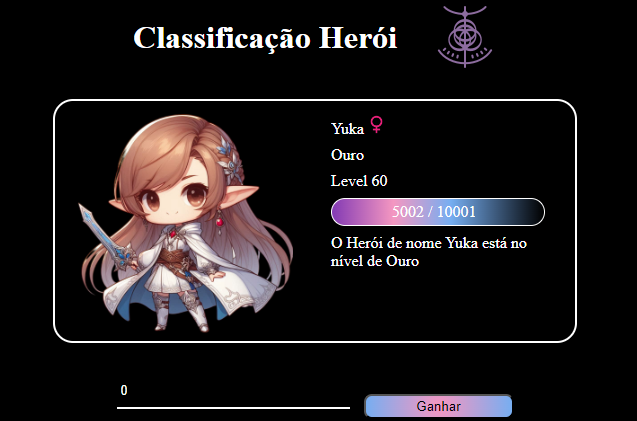 Classificação Herói
Yuka
Ouro
Level 60
5002 / 10001
O Herói de nome Yuka está no
nível de Ouro
0
Ganhar